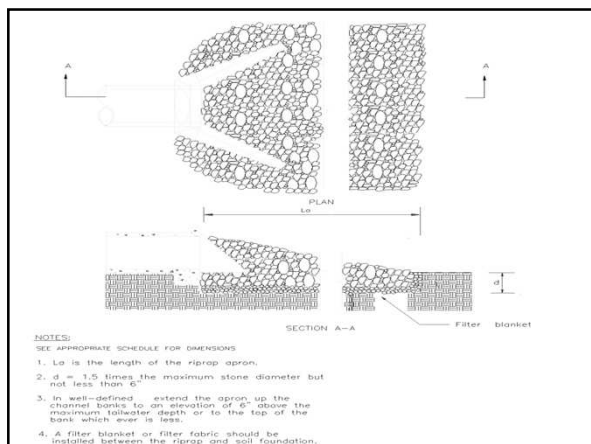 A
A
PLAN
La
d
SECTION A-A
Filter blanket
NOTES:
SEE APPROPRIATE SCHEDULE FOR DIMENSIONS
1. La is the length of the riprap apron.
2. d = 1.5 times the maximum stone diameter but
not less than 6"
3. In well-defined extend the apron up the
channel banks to an elevation of 6" above the
maximum tailwater depth or to the top of the
bank which ever is less.
4. A filter blanket or filter fabric should be
installed between the riprap and soil foundation.